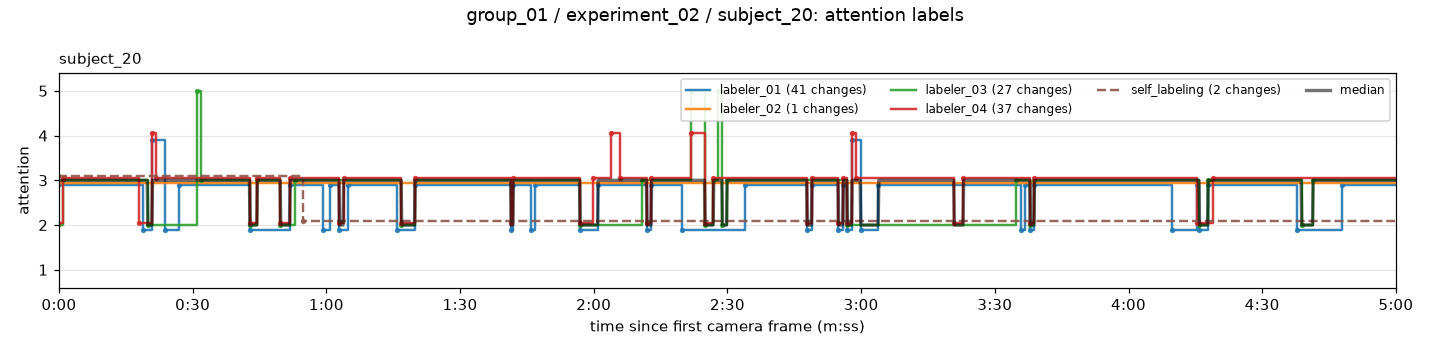 group_01 / experiment_02 / subject_20: attention labels
subject_20
labeler_01 (41 changes)
labeler_02 (1 changes)
labeler_03 (27 changes)
labeler_04 (37 changes)
self_labeling (2 changes)
median
5
4
3
2
1
attention
0:00 0:30 1:00 1:30 2:00 2:30 3:00 3:30 4:00 4:30 5:00
time since first camera frame (m:ss)